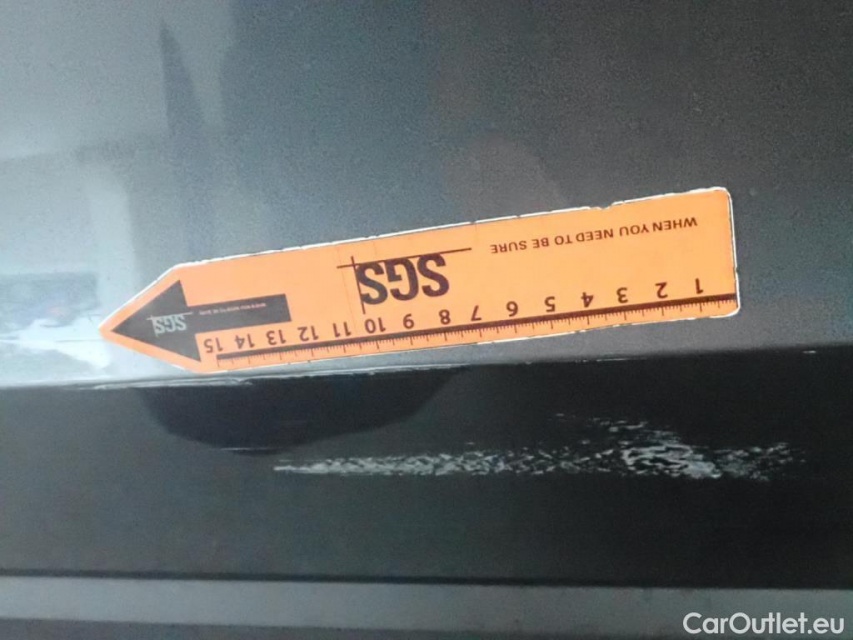 WHEN YOU NEED TO BE SURE
SGS
1 2 3 4 5 6 7 8 9 10 11 12 13 14 15
SGS
CarOutlet.eu